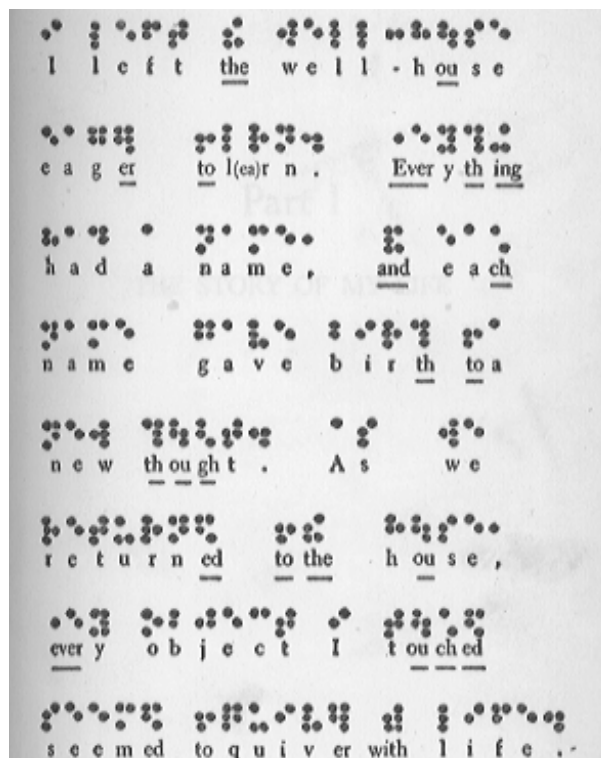 I left the well-house
eager to l(ea)rn. Everything
had a name, and each
name gave birth to a
new thought. As we
returned to the house,
every object I touched
seemed to quiver with life.-